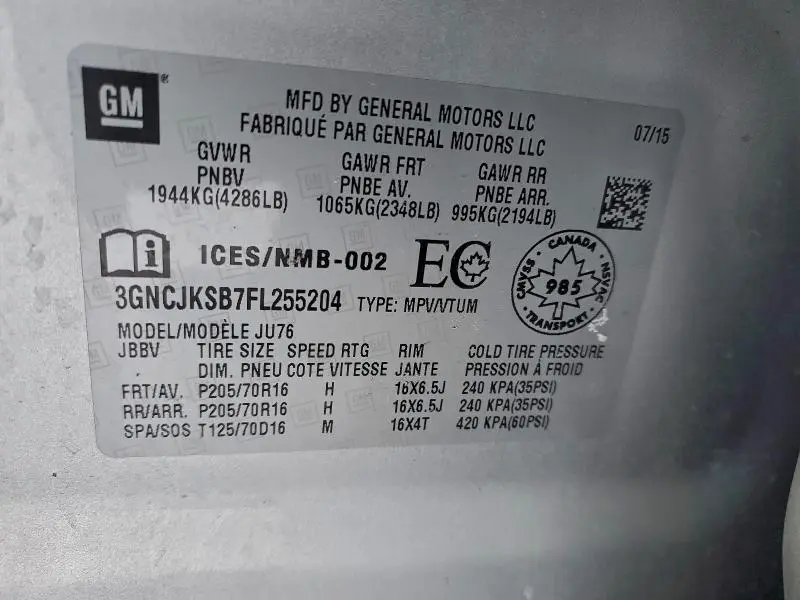 GM ®
MFD BY GENERAL MOTORS LLC
FABRIQUÉ PAR GENERAL MOTORS LLC
07/15
GVWR GAWR FRT GAWR RR
PNBV PNBE AV. PNBE ARR.
1944KG(4286LB) 1065KG(2348LB) 995KG(2194LB)
i ICES/NMB-002 EC
CANADA
CMVSS 985 NSVAC
TRANSPORT
3GNCJKSB7FL255204 TYPE: MPV/VTUM
MODEL/MODÈLE JU76
JBBV TIRE SIZE SPEED RTG RIM COLD TIRE PRESSURE
DIM. PNEU COTE VITESSE JANTE PRESSION À FROID
FRT/AV. P205/70R16 H 16X6.5J 240 KPA(35PSI)
RR/ARR. P205/70R16 H 16X6.5J 240 KPA(35PSI)
SPA/SOS T125/70D16 M 16X4T 420 KPA(60PSI)